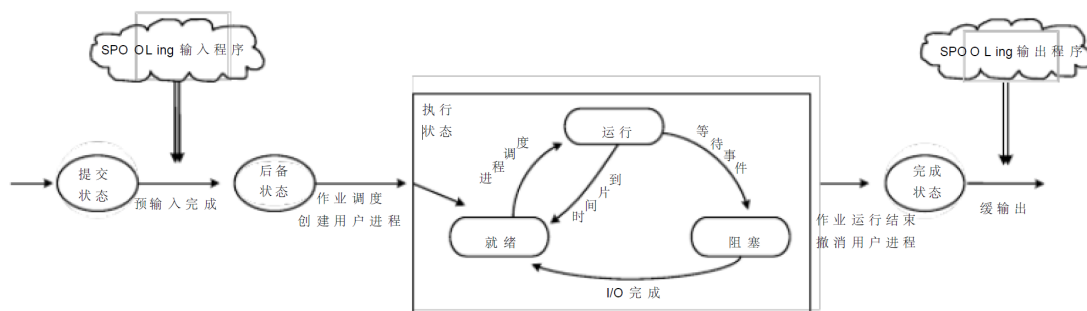 SPOOLing 输入程序
SPOOLing 输出程序
提交
状态
预输入完成
后备
状态
作业调度
创建用户进程
执行
状态
运行
进程调度
时间片到
等待事件
就绪
阻塞
I/O 完成
作业运行结束
撤消用户进程
完成
状态
缓输出